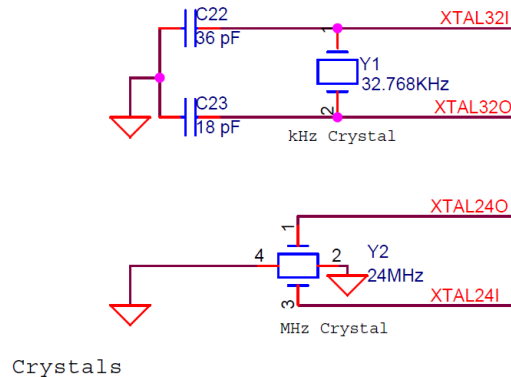 C22
36 pF
XTAL32I
1
Y1
32.768KHz
C23
18 pF
2
XTAL32O
kHz Crystal
XTAL24O
1
4
2
Y2
24MHz
3
XTAL24I
MHz Crystal
Crystals